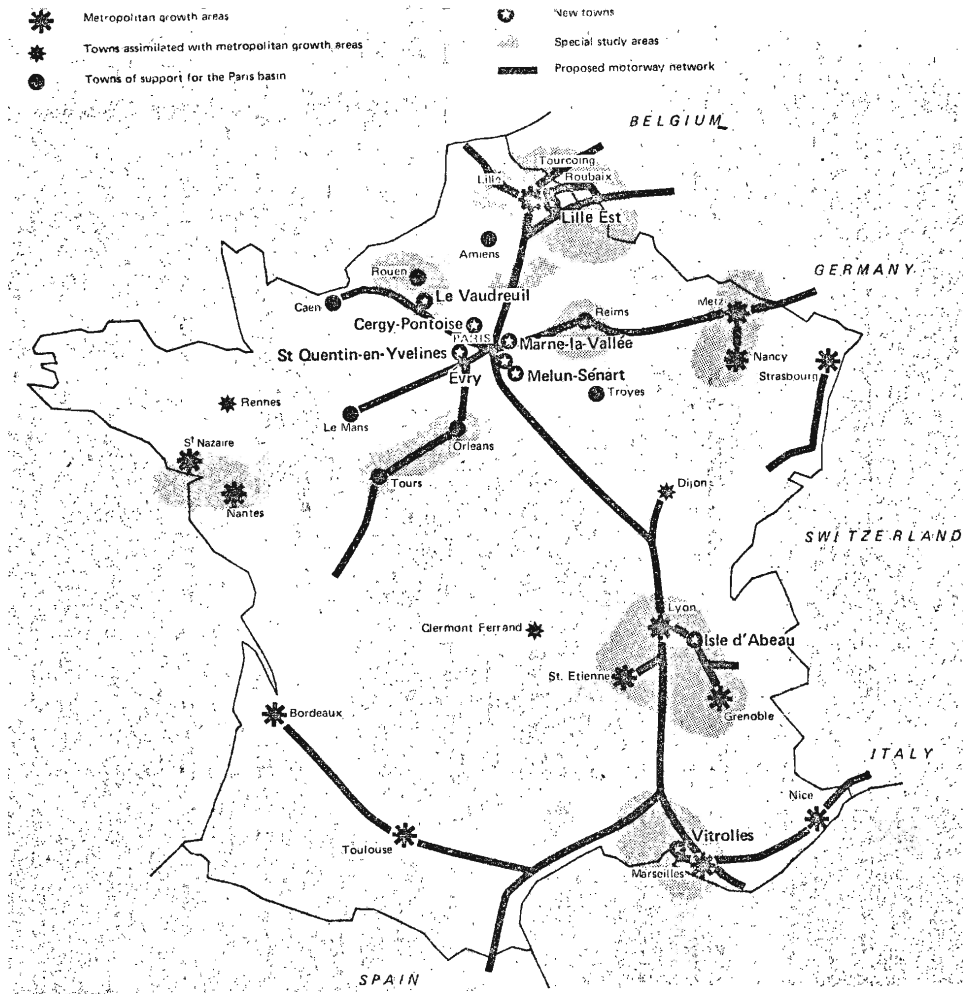 Metropolitan growth areas
Towns assimilated with metropolitan growth areas
Towns of support for the Paris basin
New towns
Special study areas
Proposed motorway network
BELGIUM
Tourcoing
Lille
Roubaix
Lille Est
Amiens
GERMANY
Rouen
Metz
Le Vaudreuil
Caen
Reims
Cergy-Pontoise
PARIS
Marne-la-Vallée
St Quentin-en-Yvelines
Nancy
Evry
Melun-Sénart
Strasbourg
Troyes
Rennes
Le Mans
St Nazaire
Orleans
Tours
Dijon
Nantes
SWITZERLAND
Lyon
Clermont Ferrand
Isle d'Abeau
St. Etienne
Bordeaux
Grenoble
ITALY
Nice
Vitrolles
Toulouse
Marseilles
SPAIN